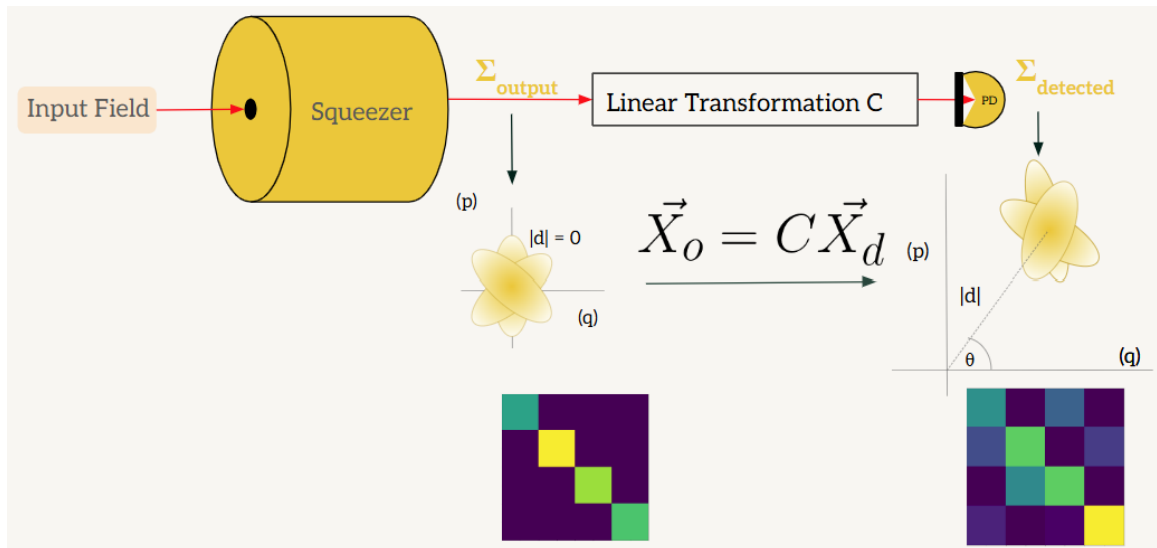 Input Field
Squeezer
Σoutput
Linear Transformation C
PD
Σdetected
(p)
|d| = 0
(q)
X⃗o = CX⃗d
(p)
|d|
θ
(q)